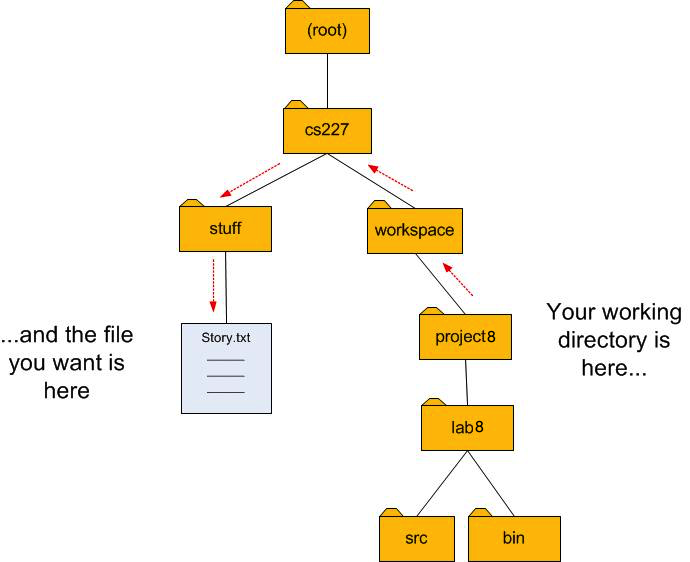 (root)
cs227
stuff
workspace
...and the file
you want is
here
Story.txt
project8
Your working
directory is
here...
lab8
src
bin